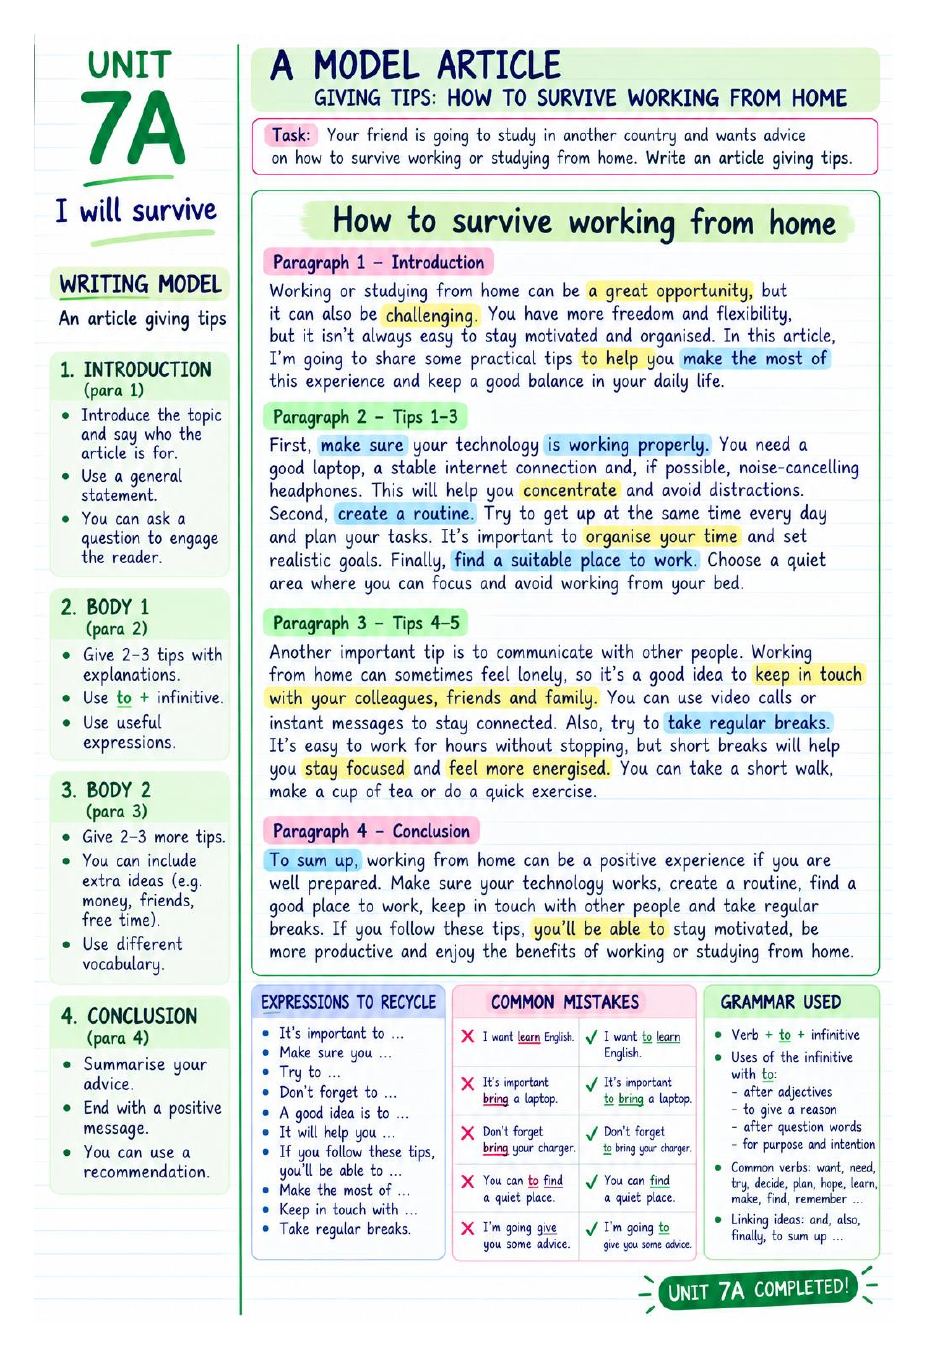 UNIT
7A
I will survive
WRITING MODEL
An article giving tips
1. INTRODUCTION
(para 1)
• Introduce the topic
and say who the
article is for.
• Use a general
statement.
• You can ask a
question to engage
the reader.
2. BODY 1
(para 2)
• Give 2–3 tips with
explanations.
• Use to + infinitive.
• Use useful
expressions.
3. BODY 2
(para 3)
• Give 2–3 more tips.
• You can include
extra ideas (e.g.
money, friends,
free time).
• Use different
vocabulary.
4. CONCLUSION
(para 4)
• Summarise your
advice.
• End with a positive
message.
• You can use a
recommendation.
A MODEL ARTICLE
GIVING TIPS: HOW TO SURVIVE WORKING FROM HOME
Task: Your friend is going to study in another country and wants advice
on how to survive working or studying from home. Write an article giving tips.
How to survive working from home
Paragraph 1 – Introduction
Working or studying from home can be a great opportunity, but
it can also be challenging. You have more freedom and flexibility,
but it isn't always easy to stay motivated and organised. In this article,
I'm going to share some practical tips to help you make the most of
this experience and keep a good balance in your daily life.
Paragraph 2 – Tips 1–3
First, make sure your technology is working properly. You need a
good laptop, a stable internet connection and, if possible, noise-cancelling
headphones. This will help you concentrate and avoid distractions.
Second, create a routine. Try to get up at the same time every day
and plan your tasks. It's important to organise your time and set
realistic goals. Finally, find a suitable place to work. Choose a quiet
area where you can focus and avoid working from your bed.
Paragraph 3 – Tips 4–5
Another important tip is to communicate with other people. Working
from home can sometimes feel lonely, so it's a good idea to keep in touch
with your colleagues, friends and family. You can use video calls or
instant messages to stay connected. Also, try to take regular breaks.
It's easy to work for hours without stopping, but short breaks will help
you stay focused and feel more energised. You can take a short walk,
make a cup of tea or do a quick exercise.
Paragraph 4 – Conclusion
To sum up, working from home can be a positive experience if you are
well prepared. Make sure your technology works, create a routine, find a
good place to work, keep in touch with other people and take regular
breaks. If you follow these tips, you'll be able to stay motivated, be
more productive and enjoy the benefits of working or studying from home.
EXPRESSIONS TO RECYCLE
• It's important to ...
• Make sure you ...
• Try to ...
• Don't forget to ...
• A good idea is to ...
• It will help you ...
• If you follow these tips,
you'll be able to ...
• Make the most of ...
• Keep in touch with ...
• Take regular breaks.
COMMON MISTAKES
✗ I want learn English.
✓ I want to learn
English.
✗ It's important
bring a laptop.
✓ It's important
to bring a laptop.
✗ Don't forget
bring your charger.
✓ Don't forget
to bring your charger.
✗ You can to find
a quiet place.
✓ You can find
a quiet place.
✗ I'm going give
you some advice.
✓ I'm going to
give you some advice.
GRAMMAR USED
• Verb + to + infinitive
• Uses of the infinitive
with to:
– after adjectives
– to give a reason
– after question words
– for purpose and intention
• Common verbs: want, need,
try, decide, plan, hope, learn,
make, find, remember ...
• Linking ideas: and, also,
finally, to sum up ...
UNIT 7A COMPLETED!